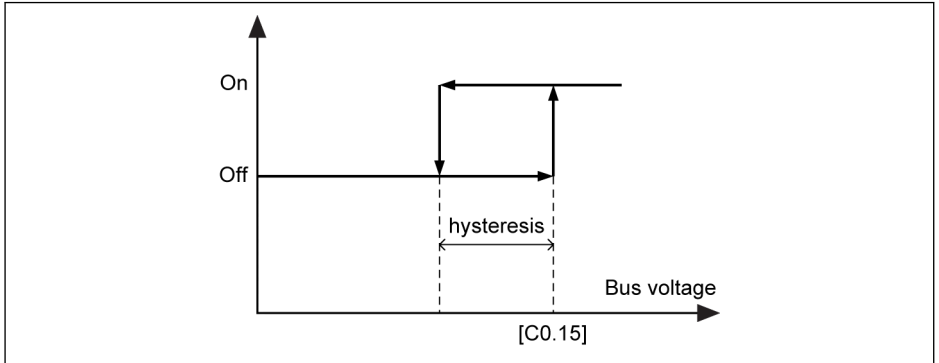 On
Off
hysteresis
Bus voltage
[C0.15]